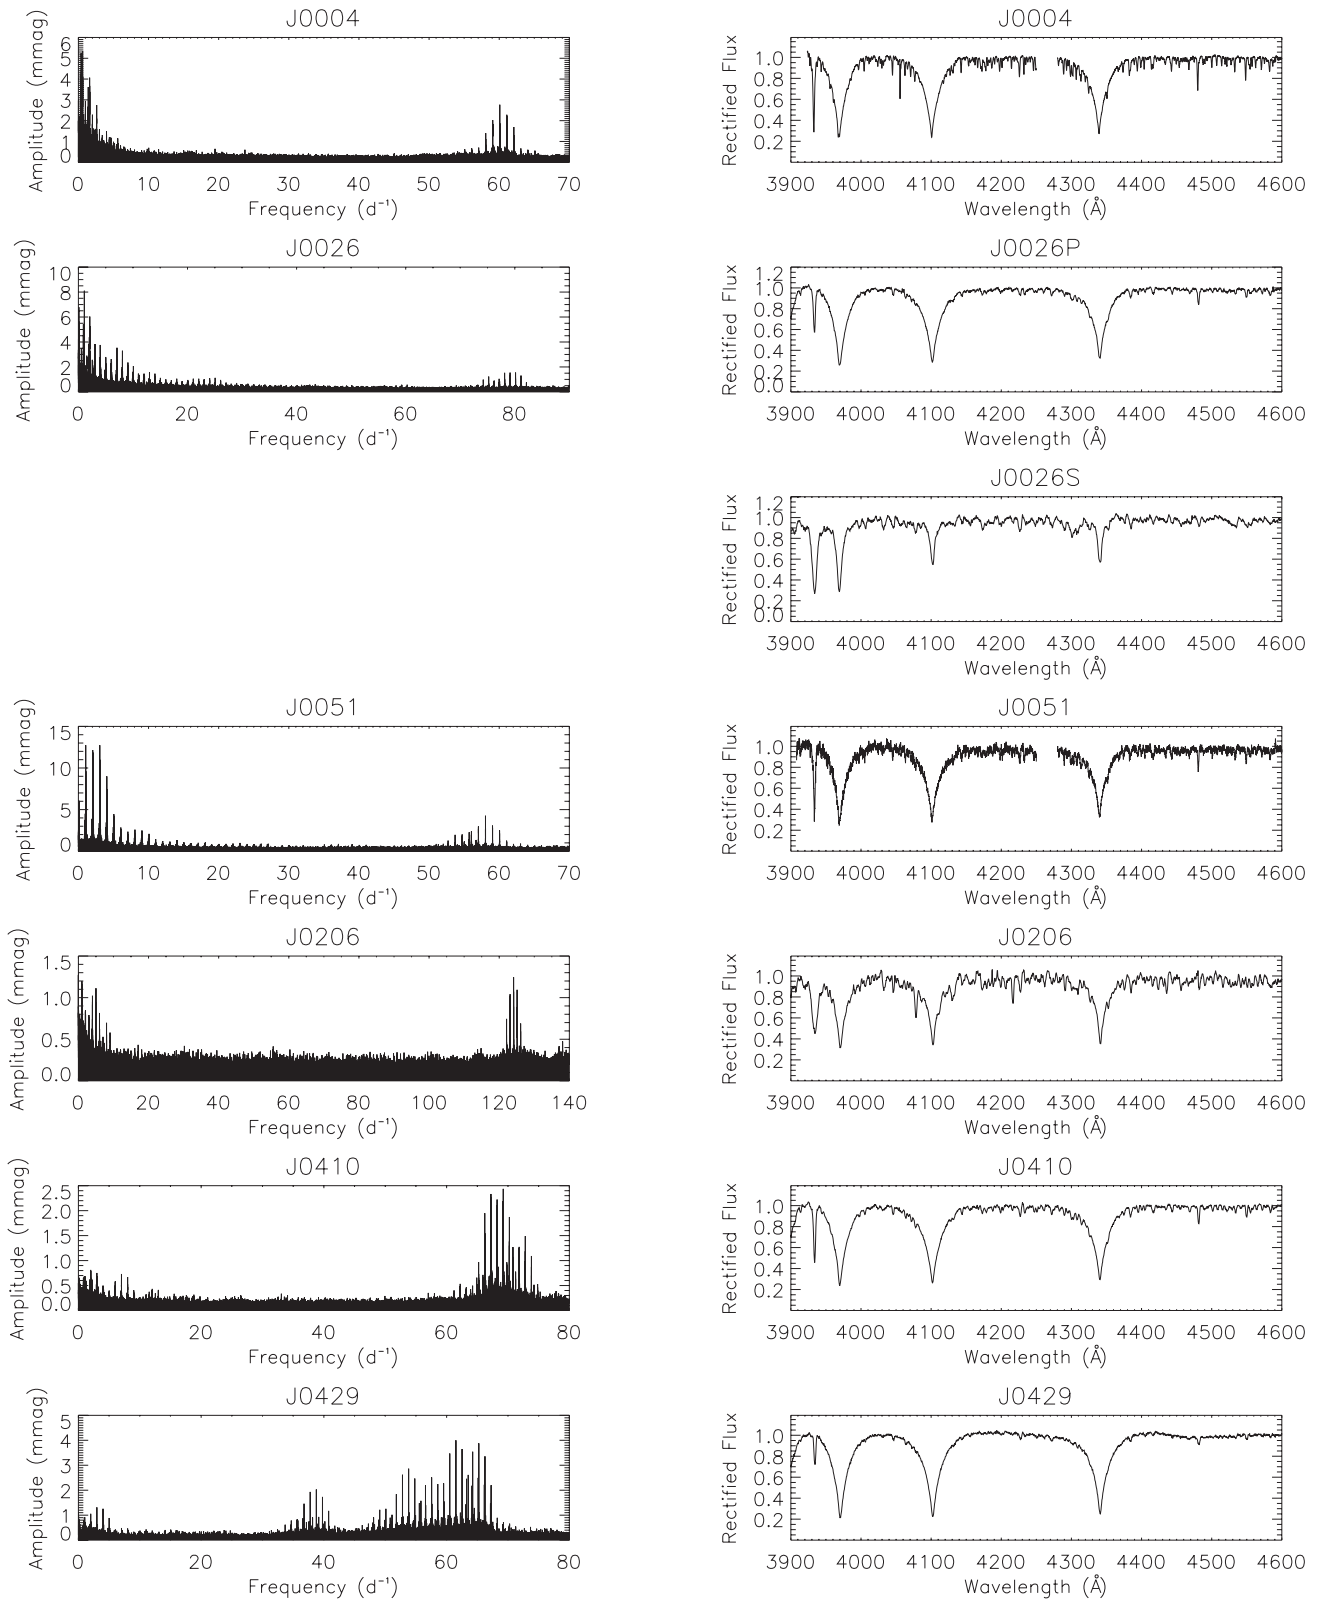 J0004
Amplitude (mmag)
6
5
4
3
2
1
0
0 10 20 30 40 50 60 70
Frequency (d⁻¹)
J0004
Rectified Flux
1.0
0.8
0.6
0.4
0.2
3900 4000 4100 4200 4300 4400 4500 4600
Wavelength (Å)
J0026
Amplitude (mmag)
10
8
6
4
2
0
0 20 40 60 80
Frequency (d⁻¹)
J0026P
Rectified Flux
1.2
1.0
0.8
0.6
0.4
0.2
0.0
3900 4000 4100 4200 4300 4400 4500 4600
Wavelength (Å)
J0026S
Rectified Flux
1.2
1.0
0.8
0.6
0.4
0.2
0.0
3900 4000 4100 4200 4300 4400 4500 4600
Wavelength (Å)
J0051
Amplitude (mmag)
15
10
5
0
0 10 20 30 40 50 60 70
Frequency (d⁻¹)
J0051
Rectified Flux
1.0
0.8
0.6
0.4
0.2
3900 4000 4100 4200 4300 4400 4500 4600
Wavelength (Å)
J0206
Amplitude (mmag)
1.5
1.0
0.5
0.0
0 20 40 60 80 100 120 140
Frequency (d⁻¹)
J0206
Rectified Flux
1.0
0.8
0.6
0.4
0.2
3900 4000 4100 4200 4300 4400 4500 4600
Wavelength (Å)
J0410
Amplitude (mmag)
2.5
2.0
1.5
1.0
0.5
0.0
0 20 40 60 80
Frequency (d⁻¹)
J0410
Rectified Flux
1.0
0.8
0.6
0.4
0.2
3900 4000 4100 4200 4300 4400 4500 4600
Wavelength (Å)
J0429
Amplitude (mmag)
5
4
3
2
1
0
0 20 40 60 80
Frequency (d⁻¹)
J0429
Rectified Flux
1.0
0.8
0.6
0.4
0.2
3900 4000 4100 4200 4300 4400 4500 4600
Wavelength (Å)